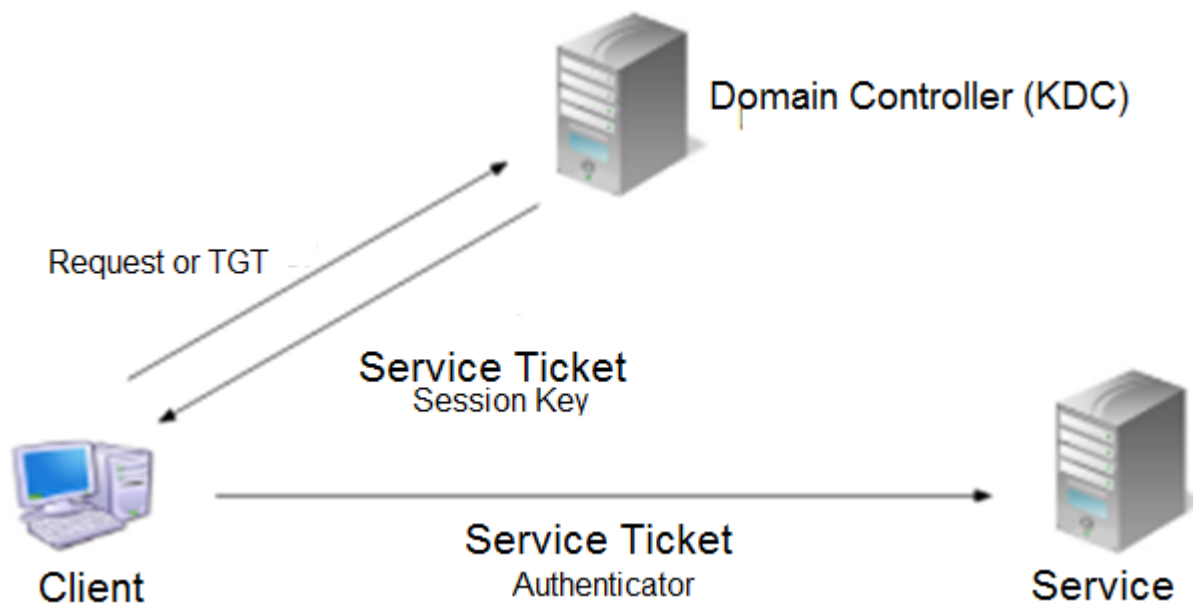 Domain Controller (KDC)
Request or TGT
Service Ticket
Session Key
Service Ticket
Authenticator
Client
Service